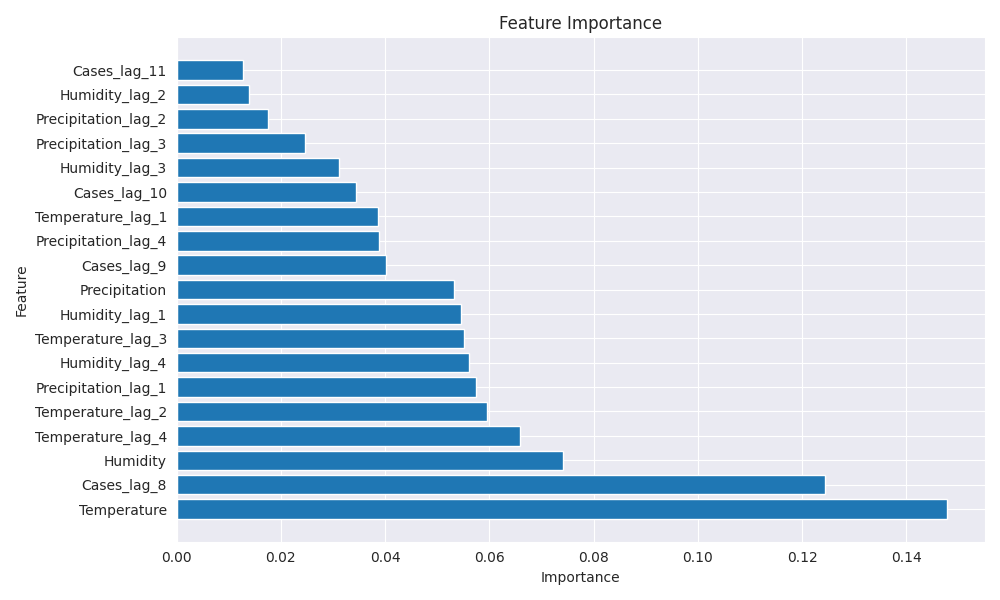 Feature Importance
Cases_lag_11
Humidity_lag_2
Precipitation_lag_2
Precipitation_lag_3
Humidity_lag_3
Cases_lag_10
Temperature_lag_1
Precipitation_lag_4
Cases_lag_9
Precipitation
Humidity_lag_1
Temperature_lag_3
Humidity_lag_4
Precipitation_lag_1
Temperature_lag_2
Temperature_lag_4
Humidity
Cases_lag_8
Temperature
Feature
0.00 0.02 0.04 0.06 0.08 0.10 0.12 0.14
Importance